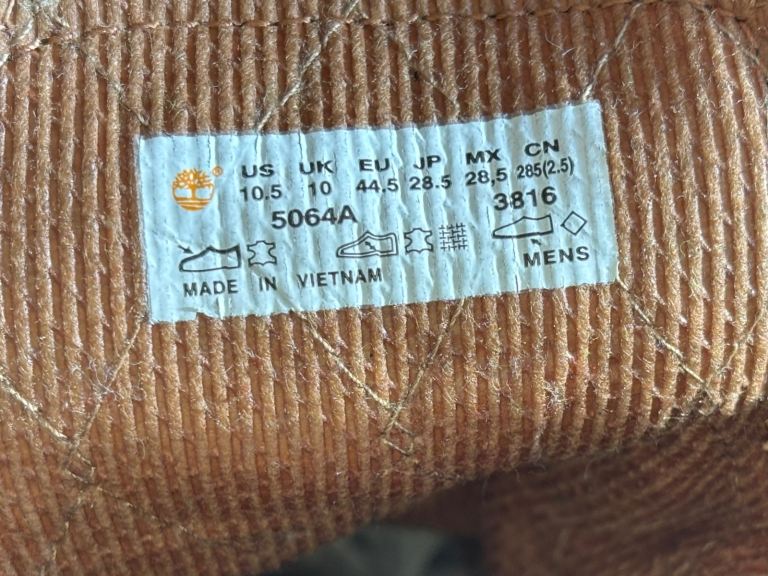 US UK EU JP MX CN
10.5 10 44.5 28.5 28,5 285(2.5)
5064A 3816
MENS
MADE IN VIETNAM